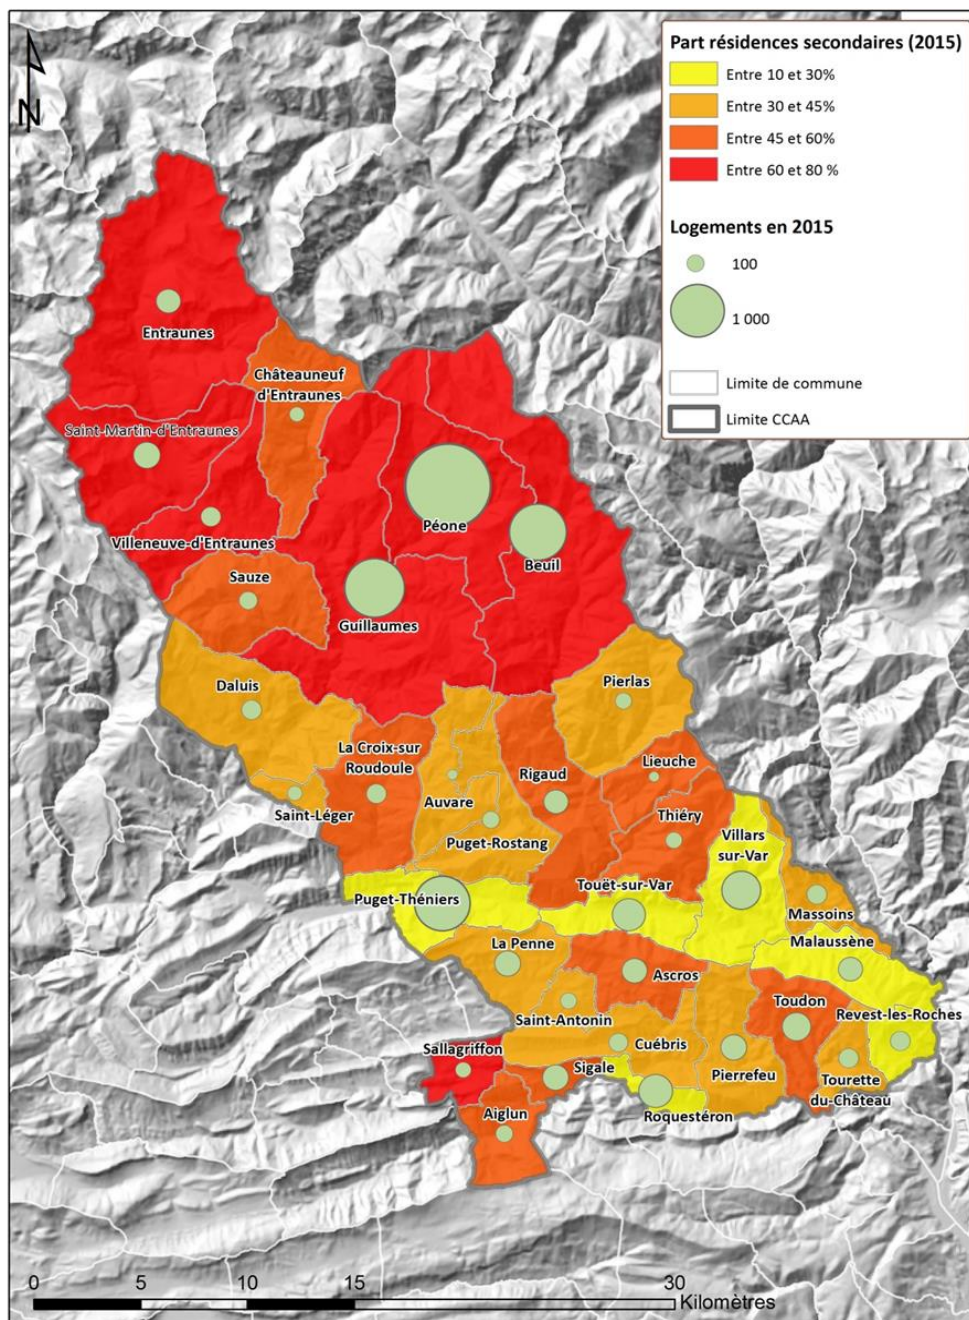 Part résidences secondaires (2015)
Entre 10 et 30%
Entre 30 et 45%
Entre 45 et 60%
Entre 60 et 80 %
Logements en 2015
100
1 000
Limite de commune
Limite CCAA
N
Entraunes
Châteauneuf
d'Entraunes
Saint-Martin-d'Entraunes
Villeneuve-d'Entraunes
Péone
Beuil
Sauze
Guillaumes
Daluis
Pierlas
La Croix-sur
Roudoule
Lieuche
Rigaud
Saint-Léger
Auvare
Thiéry
Puget-Rostang
Villars
sur-Var
Touët-sur-Var
Puget-Théniers
Massoins
La Penne
Malaussène
Ascros
Toudon
Revest-les-Roches
Saint-Antonin
Cuébris
Sallagriffon
Sigale
Pierrefeu
Tourette
du-Château
Roquestéron
Aiglun
0 5 10 15 30
Kilomètres